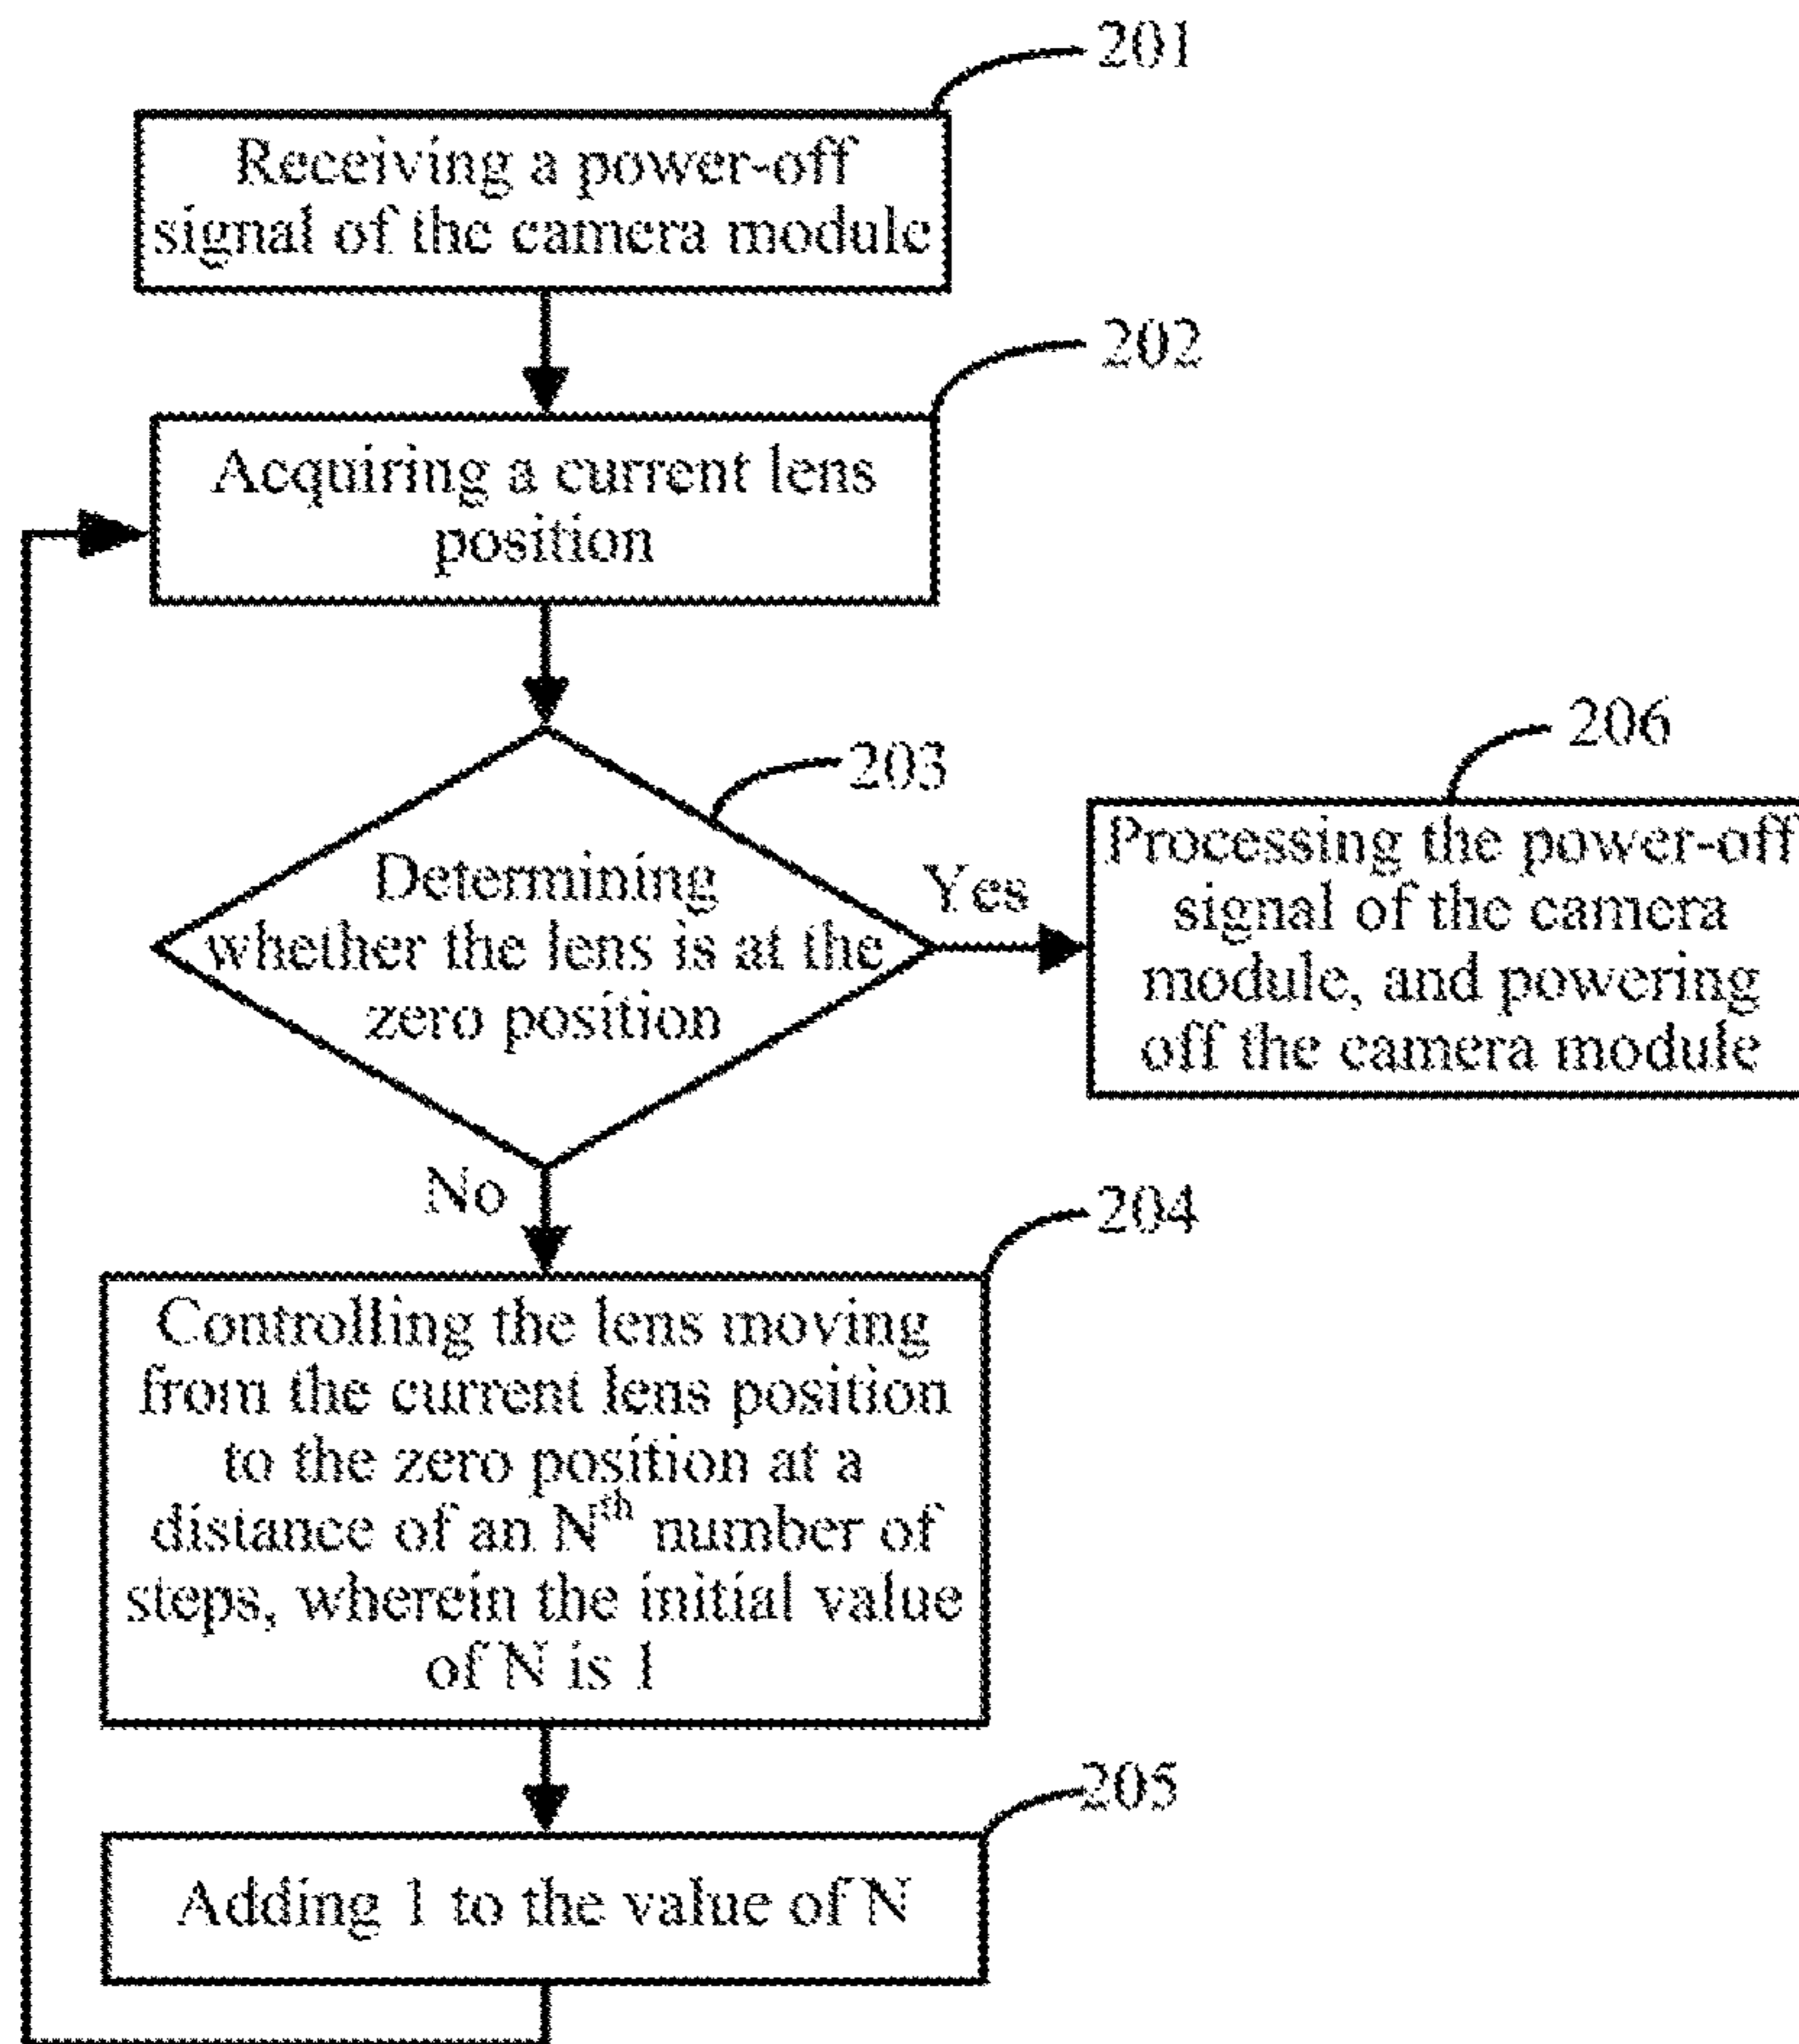 201
Receiving a power-off
signal of the camera module
202
Acquiring a current lens
position
203
Determining
whether the lens is at the
zero position
Yes
206
Processing the power-off
signal of the camera
module, and powering
off the camera module
No
204
Controlling the lens moving
from the current lens position
to the zero position at a
distance of an Nth number of
steps, wherein the initial value
of N is 1
205
Adding 1 to the value of N